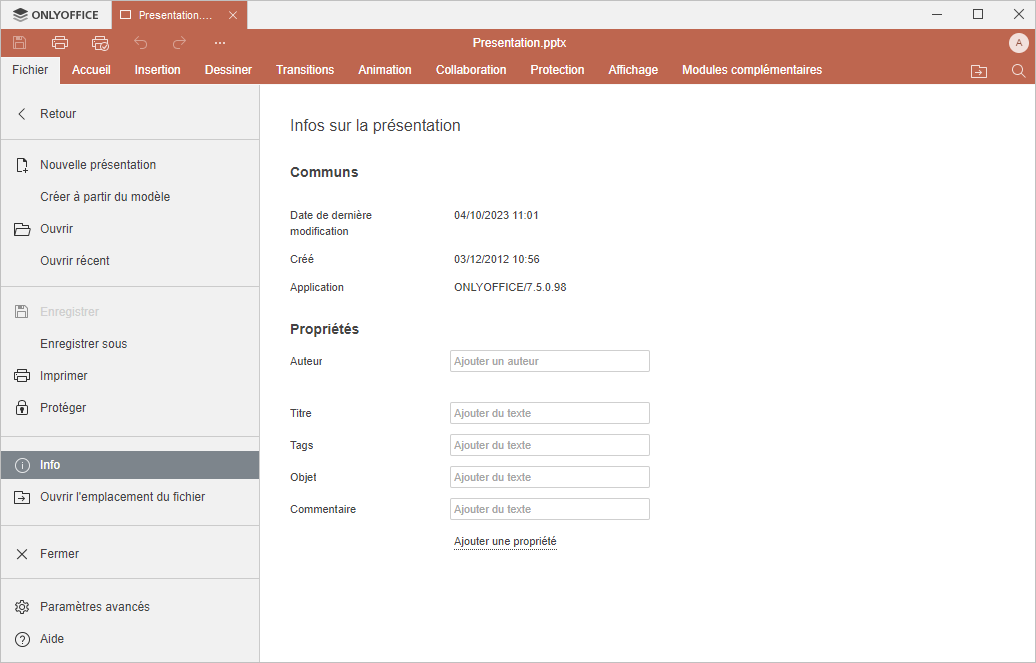 ONLYOFFICE
Presentation....
Presentation.pptx
A
Fichier
Accueil
Insertion
Dessiner
Transitions
Animation
Collaboration
Protection
Affichage
Modules complémentaires
Retour
Nouvelle présentation
Créer à partir du modèle
Ouvrir
Ouvrir récent
Enregistrer
Enregistrer sous
Imprimer
Protéger
Info
Ouvrir l'emplacement du fichier
Fermer
Paramètres avancés
Aide
Infos sur la présentation
Communs
Date de dernière
modification
04/10/2023 11:01
Créé
03/12/2012 10:56
Application
ONLYOFFICE/7.5.0.98
Propriétés
Auteur
Ajouter un auteur
Titre
Ajouter du texte
Tags
Ajouter du texte
Objet
Ajouter du texte
Commentaire
Ajouter du texte
Ajouter une propriété